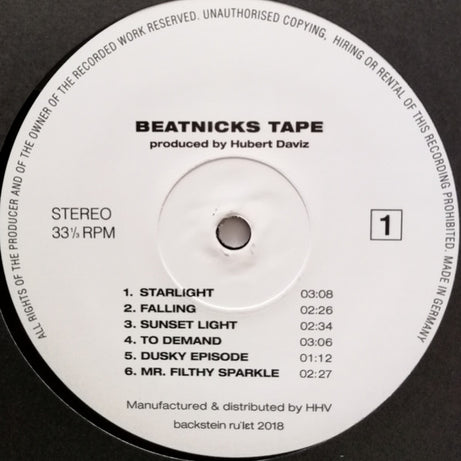 ALL RIGHTS OF THE PRODUCER AND OF THE OWNER OF THE RECORDED WORK RESERVED. UNAUTHORISED COPYING, HIRING OR RENTAL OF THIS RECORDING PROHIBITED. MADE IN GERMANY
BEATNICKS TAPE
produced by Hubert Daviz
STEREO
33⅓ RPM
1
1. STARLIGHT 03:08
2. FALLING 02:26
3. SUNSET LIGHT 02:34
4. TO DEMAND 03:06
5. DUSKY EPISODE 01:12
6. MR. FILTHY SPARKLE 02:27
Manufactured & distributed by HHV
backstein ru'lɛt 2018